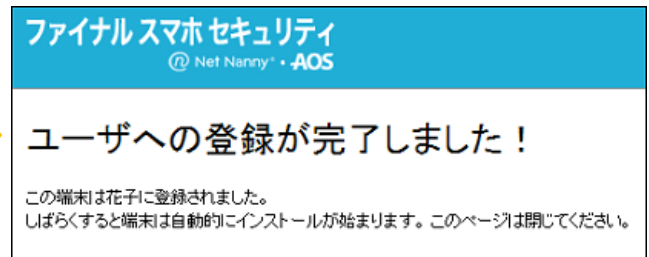 ファイナル スマホ セキュリティ
Net Nanny®・AOS
ユーザへの登録が完了しました！
この端末は花子に登録されました。
しばらくすると端末は自動的にインストールが始まります。このページは閉じてください。